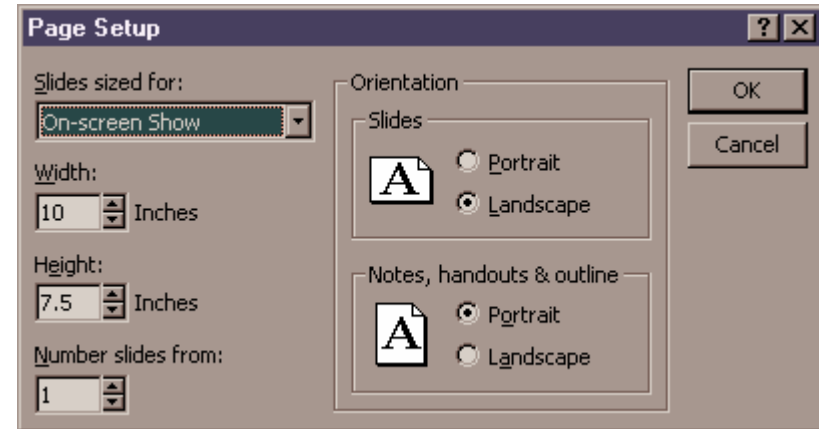 Page Setup
Slides sized for:
On-screen Show
Width:
10 Inches
Height:
7.5 Inches
Number slides from:
1
Orientation
Slides
A
Portrait
Landscape
Notes, handouts & outline
A
Portrait
Landscape
OK
Cancel